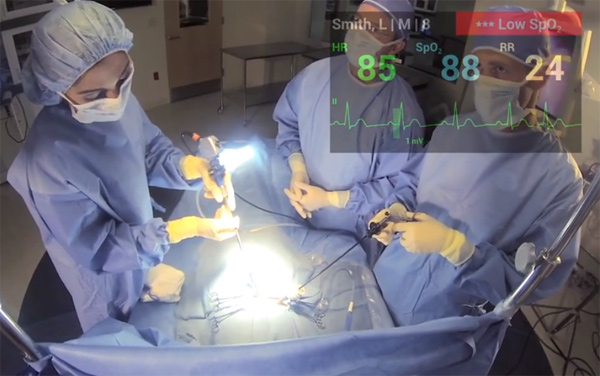 Smith, L | M | 8
*** Low SpO₂
HR SpO₂ RR
85 88 24
II
1 mV